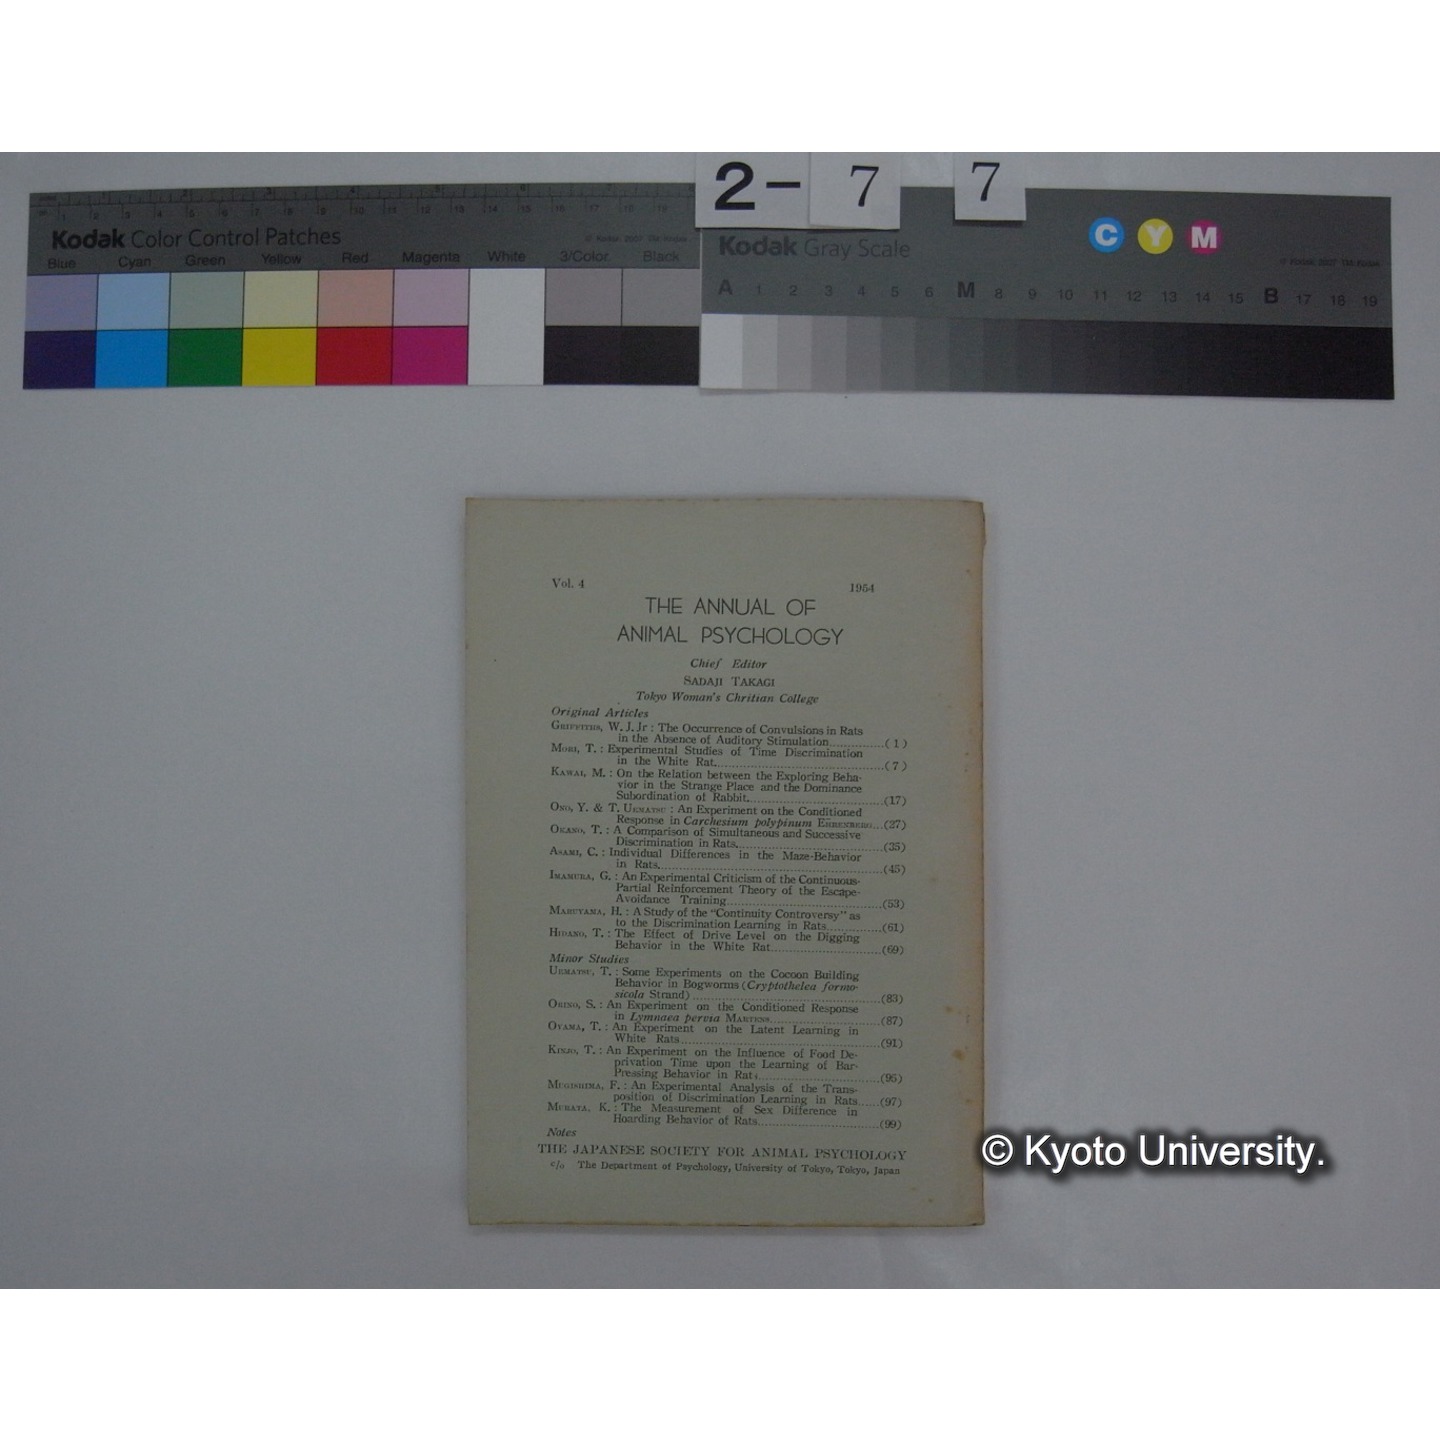 2- 7 7
Kodak Color Control Patches
Blue Cyan Green Yellow Red Magenta White 3/Color Black
Kodak Gray Scale
C Y M
A 1 2 3 4 5 6 M 8 9 10 11 12 13 14 15 B 17 18 19
Vol. 4 1954
THE ANNUAL OF
ANIMAL PSYCHOLOGY
Chief Editor
SADAJI TAKAGI
Tokyo Woman's Chritian College
Original Articles
GRIFFITHS, W. J. Jr : The Occurrence of Convulsions in Rats
in the Absence of Auditory Stimulation..............( 1 )
MORI, T. : Experimental Studies of Time Discrimination
in the White Rat..............( 7 )
KAWAI, M. : On the Relation between the Exploring Beha-
vior in the Strange Place and the Dominance
Subordination of Rabbit..............(17)
ONO, Y. & T. UEMATSU : An Experiment on the Conditioned
Response in Carchesium polypinum EHRENBERG...(27)
OKANO, T. : A Comparison of Simultaneous and Successive
Discrimination in Rats..............(35)
ASAMI, C. : Individual Differences in the Maze-Behavior
in Rats..............(45)
IMAMURA, G. : An Experimental Criticism of the Continuous-
Partial Reinforcement Theory of the Escape-
Avoidance Training..............(53)
MARUYAMA, H. : A Study of the "Continuity Controversy" as
to the Discrimination Learning in Rats..............(61)
HIDANO, T. : The Effect of Drive Level on the Digging
Behavior in the White Rat..............(69)
Minor Studies
UEMATSU, T. : Some Experiments on the Cocoon Building
Behavior in Bogworms (Cryptothelea formo-
sicola Strand) ..............(83)
ORINO, S. : An Experiment on the Conditioned Response
in Lymnaea pervia MARTENS..............(87)
OYAMA, T. : An Experiment on the Latent Learning in
White Rats..............(91)
KINJO, T. : An Experiment on the Influence of Food De-
privation Time upon the Learning of Bar-
Pressing Behavior in Rats..............(95)
MUGISHIMA, F. : An Experimental Analysis of the Trans-
position of Discrimination Learning in Rats......(97)
MURATA, K. : The Measurement of Sex Difference in
Hoarding Behavior of Rats..............(99)
Notes
THE JAPANESE SOCIETY FOR ANIMAL PSYCHOLOGY
c/o The Department of Psychology, University of Tokyo, Tokyo, Japan
© Kyoto University.